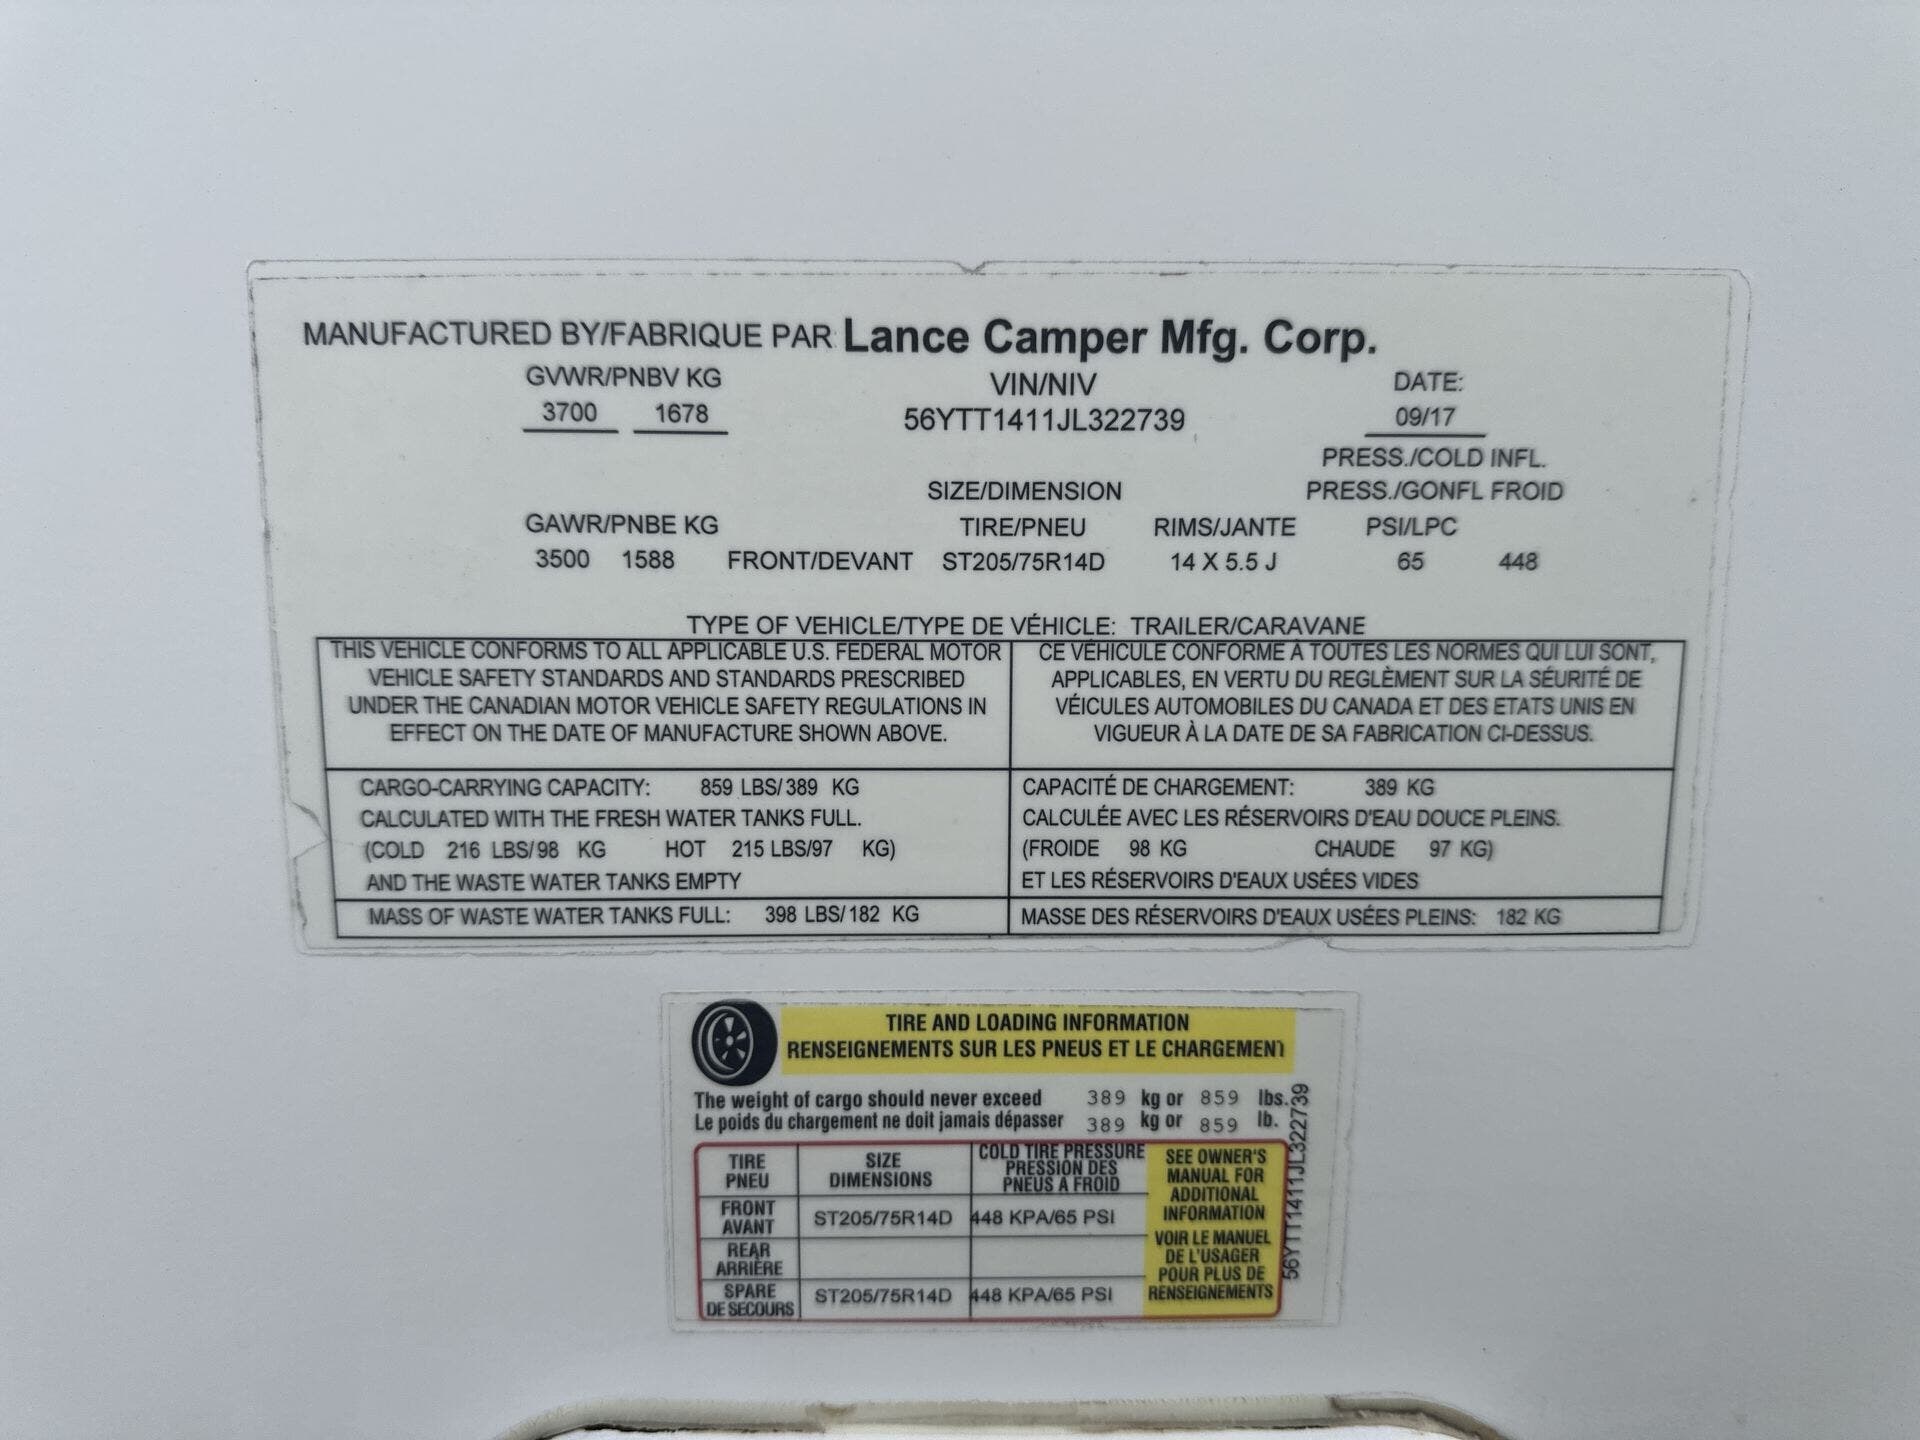 MANUFACTURED BY/FABRIQUE PAR: Lance Camper Mfg. Corp.
GVWR/PNBV KG VIN/NIV DATE:
3700 1678 56YTT1411JL322739 09/17
PRESS./COLD INFL.
SIZE/DIMENSION PRESS./GONFL FROID
GAWR/PNBE KG TIRE/PNEU RIMS/JANTE PSI/LPC
3500 1588 FRONT/DEVANT ST205/75R14D 14 X 5.5 J 65 448
TYPE OF VEHICLE/TYPE DE VÉHICLE: TRAILER/CARAVANE
THIS VEHICLE CONFORMS TO ALL APPLICABLE U.S. FEDERAL MOTOR
VEHICLE SAFETY STANDARDS AND STANDARDS PRESCRIBED
UNDER THE CANADIAN MOTOR VEHICLE SAFETY REGULATIONS IN
EFFECT ON THE DATE OF MANUFACTURE SHOWN ABOVE.
CE VÉHICULE CONFORME À TOUTES LES NORMES QUI LUI SONT,
APPLICABLES, EN VERTU DU REGLÈMENT SUR LA SÉURITÉ DE
VÉICULES AUTOMOBILES DU CANADA ET DES ETATS UNIS EN
VIGUEUR À LA DATE DE SA FABRICATION CI-DESSUS.
CARGO-CARRYING CAPACITY: 859 LBS/389 KG
CALCULATED WITH THE FRESH WATER TANKS FULL.
(COLD 216 LBS/98 KG HOT 215 LBS/97 KG)
AND THE WASTE WATER TANKS EMPTY
CAPACITÉ DE CHARGEMENT: 389 KG
CALCULÉE AVEC LES RÉSERVOIRS D'EAU DOUCE PLEINS.
(FROIDE 98 KG CHAUDE 97 KG)
ET LES RÉSERVOIRS D'EAUX USÉES VIDES
MASS OF WASTE WATER TANKS FULL: 398 LBS/182 KG
MASSE DES RÉSERVOIRS D'EAUX USÉES PLEINS: 182 KG
TIRE AND LOADING INFORMATION
RENSEIGNEMENTS SUR LES PNEUS ET LE CHARGEMENT
The weight of cargo should never exceed 389 kg or 859 lbs.
Le poids du chargement ne doit jamais dépasser 389 kg or 859 lb.
TIRE
PNEU
SIZE
DIMENSIONS
COLD TIRE PRESSURE
PRESSION DES
PNEUS A FROID
FRONT
AVANT
ST205/75R14D 448 KPA/65 PSI
REAR
ARRIÈRE
SPARE
DE SECOURS
ST205/75R14D 448 KPA/65 PSI
SEE OWNER'S
MANUAL FOR
ADDITIONAL
INFORMATION
VOIR LE MANUEL
DE L'USAGER
POUR PLUS DE
RENSEIGNEMENTS
56YTT1411JL322739